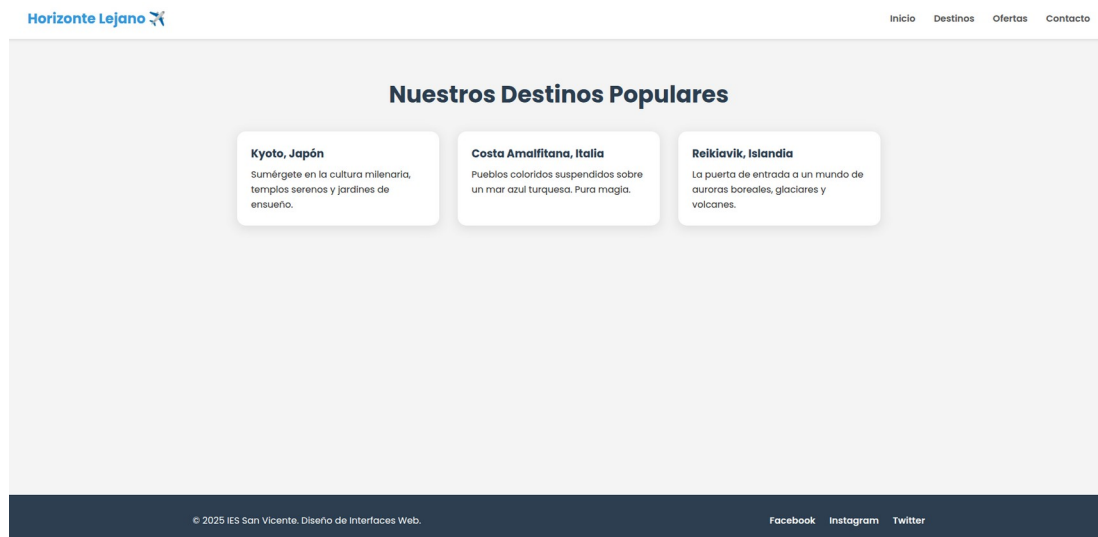 Horizonte Lejano ✈️
Inicio Destinos Ofertas Contacto
Nuestros Destinos Populares
Kyoto, Japón
Sumérgete en la cultura milenaria,
templos serenos y jardines de
ensueño.
Costa Amalfitana, Italia
Pueblos coloridos suspendidos sobre
un mar azul turquesa. Pura magia.
Reikiavik, Islandia
La puerta de entrada a un mundo de
auroras boreales, glaciares y
volcanes.
© 2025 IES San Vicente. Diseño de Interfaces Web.
Facebook Instagram Twitter